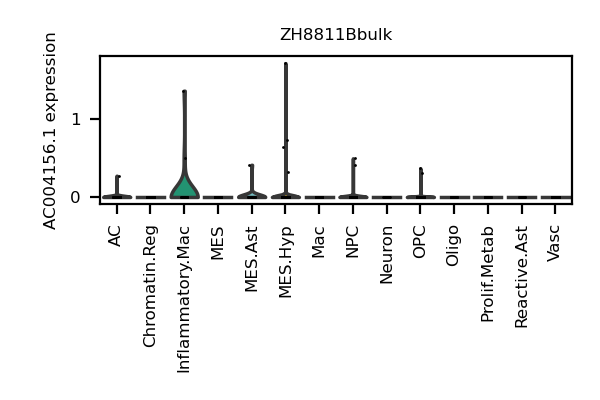 ZH8811Bbulk
AC004156.1 expression
1
0
AC
Chromatin.Reg
Inflammatory.Mac
MES
MES.Ast
MES.Hyp
Mac
NPC
Neuron
OPC
Oligo
Prolif.Metab
Reactive.Ast
Vasc